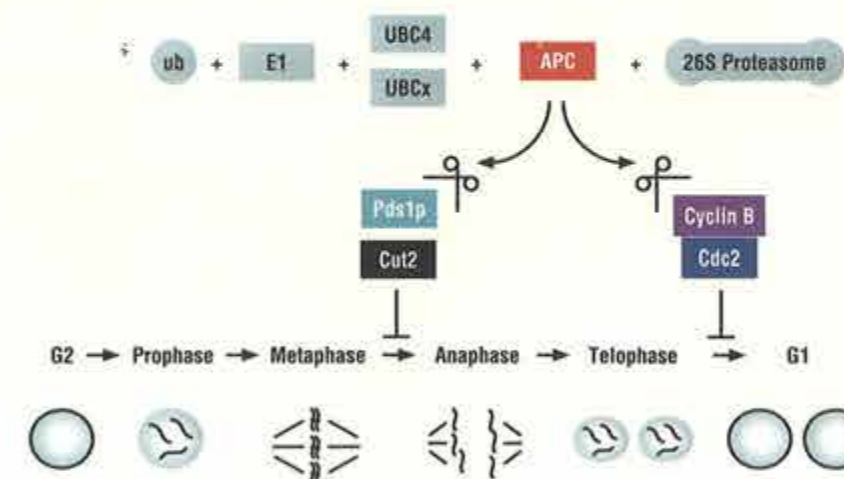 UBC4
+ ub + E1 + + APC + 26S Proteasome
UBCx
Pds1p
Cut2
Cyclin B
Cdc2
G2 → Prophase → Metaphase → Anaphase → Telophase → G1